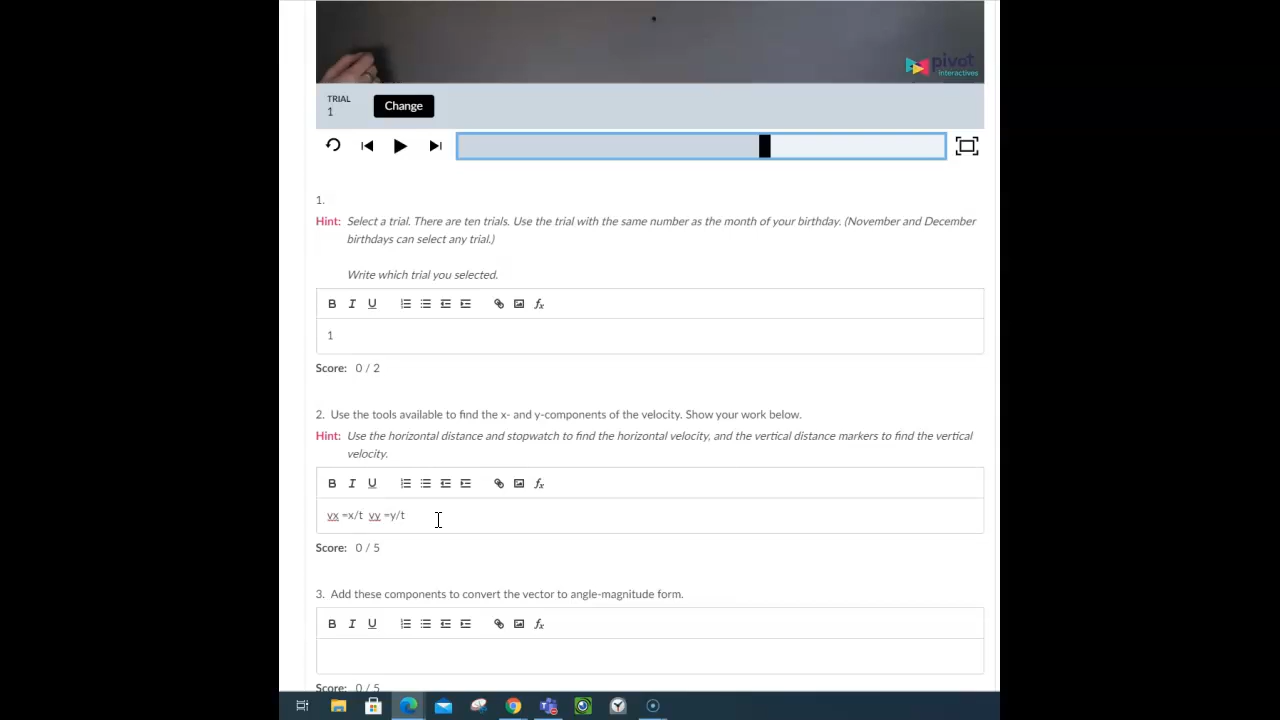 pivot
interactives
TRIAL
1
Change
1.
Hint: Select a trial. There are ten trials. Use the trial with the same number as the month of your birthday. (November and December
birthdays can select any trial.)
Write which trial you selected.
B I U fx
1
Score: 0 / 2
2. Use the tools available to find the x- and y-components of the velocity. Show your work below.
Hint: Use the horizontal distance and stopwatch to find the horizontal velocity, and the vertical distance markers to find the vertical
velocity.
B I U fx
vx =x/t vy =y/t
Score: 0 / 5
3. Add these components to convert the vector to angle-magnitude form.
B I U fx
Score: 0 / 5